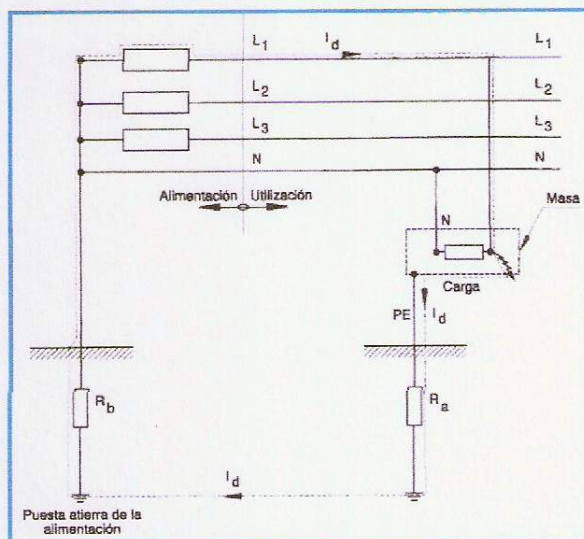 L1 Id L1
L2 L2
L3 L3
N N
Alimentación Utilización
Masa
N
Carga
PE Id
Rb Ra
Id
Puesta atierra de la
alimentación